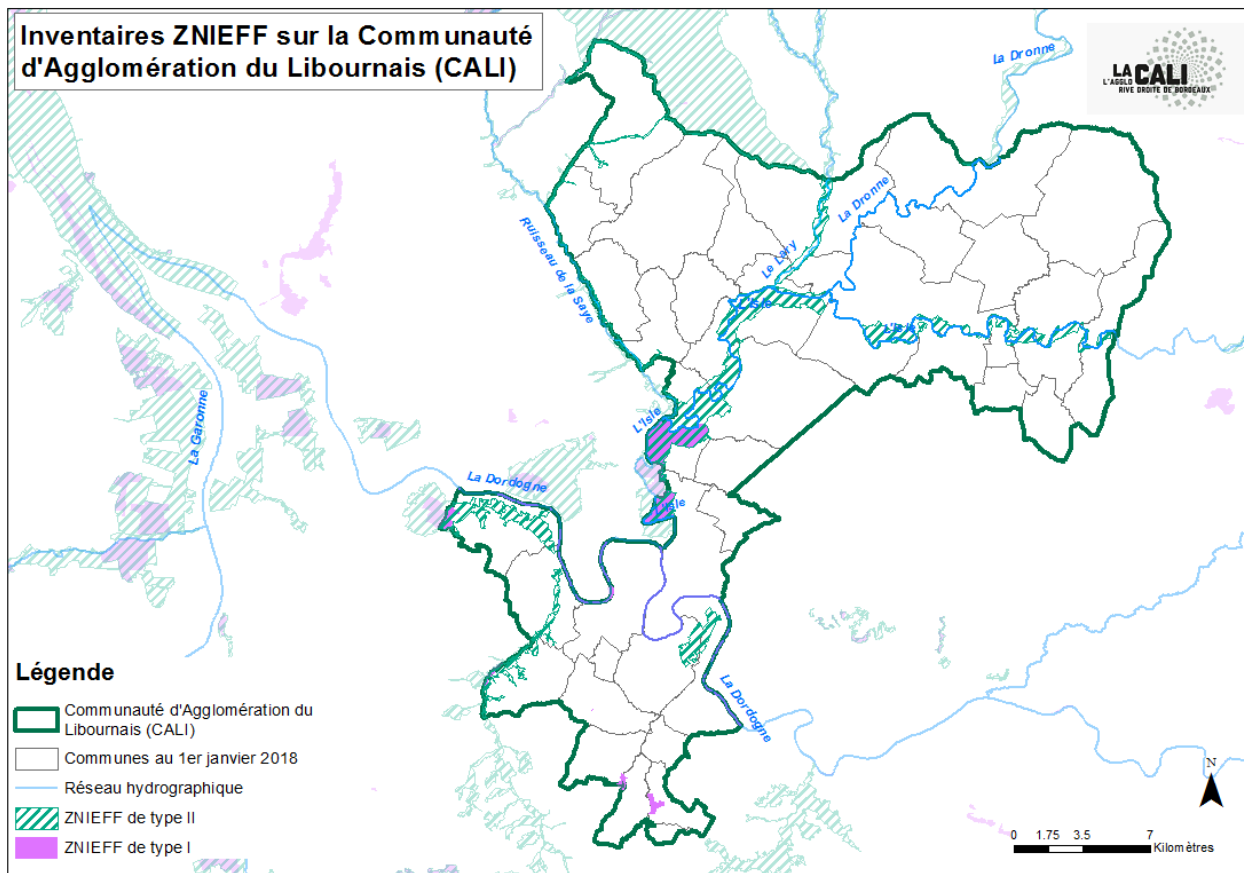 Inventaires ZNIEFF sur la Communauté
d'Agglomération du Libournais (CALI)
La Dronne
LA CALI
L'AGGLO
RIVE DROITE DE BORDEAUX
La Dronne
Ruisseau de la Saye
Le Lary
L'Isle
L'Isle
La Garonne
L'Isle
La Dordogne
L'Isle
La Dordogne
Légende
Communauté d'Agglomération du
Libournais (CALI)
Communes au 1er janvier 2018
Réseau hydrographique
ZNIEFF de type II
ZNIEFF de type I
N
0 1.75 3.5 7
Kilomètres